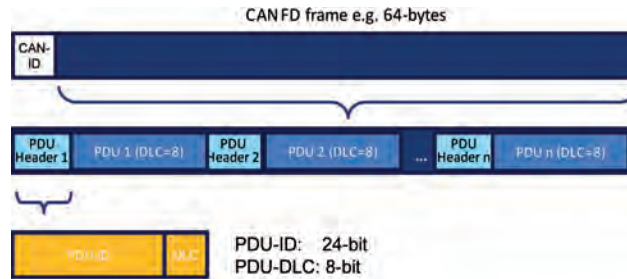 CAN FD frame e.g. 64-bytes
CAN-
ID
PDU
Header 1
PDU 1 (DLC=8)
PDU
Header 2
PDU 2 (DLC=8)
...
PDU
Header n
PDU n (DLC=8)
PDU-ID
DLC
PDU-ID: 24-bit
PDU-DLC: 8-bit